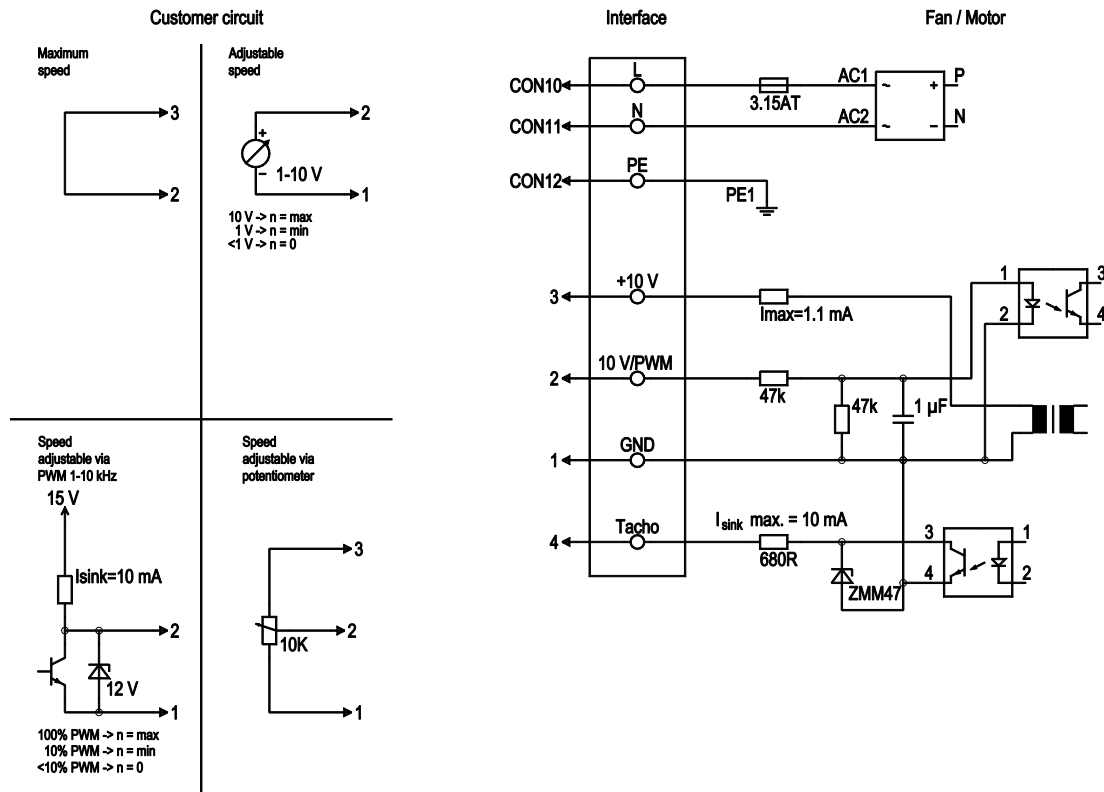 Customer circuit
Maximum
speed
3
2
Adjustable
speed
2
+
−
1-10 V
1
10 V -> n = max
1 V -> n = min
<1 V -> n = 0
Speed
adjustable via
PWM 1-10 kHz
15 V
Isink=10 mA
2
12 V
1
100% PWM -> n = max
10% PWM -> n = min
<10% PWM -> n = 0
Speed
adjustable via
potentiometer
3
2
10K
1
Interface
Fan / Motor
CON10
L
3.15AT
AC1
~
+
P
CON11
N
AC2
~
−
N
CON12
PE
PE1
3
+10 V
Imax=1.1 mA
1
2
3
4
2
10 V/PWM
47k
47k
1 µF
1
GND
4
Tacho
Isink max. = 10 mA
680R
ZMM47
3
4
1
2